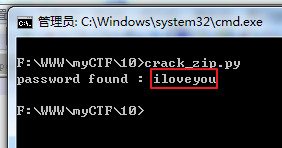 管理员: C:\Windows\system32\cmd.exe
F:\WWW\myCTF\10>crack_zip.py
password found : iloveyou
F:\WWW\myCTF\10>